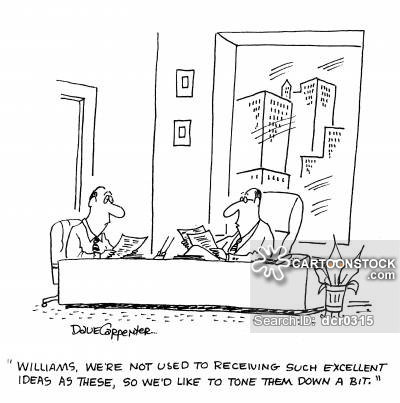 CARTOONSTOCK
.com
Search ID: dcr0315
DAVE CARPENTER...
"WILLIAMS, WE'RE NOT USED TO RECEIVING SUCH EXCELLENT
IDEAS AS THESE, SO WE'D LIKE TO TONE THEM DOWN A BIT."